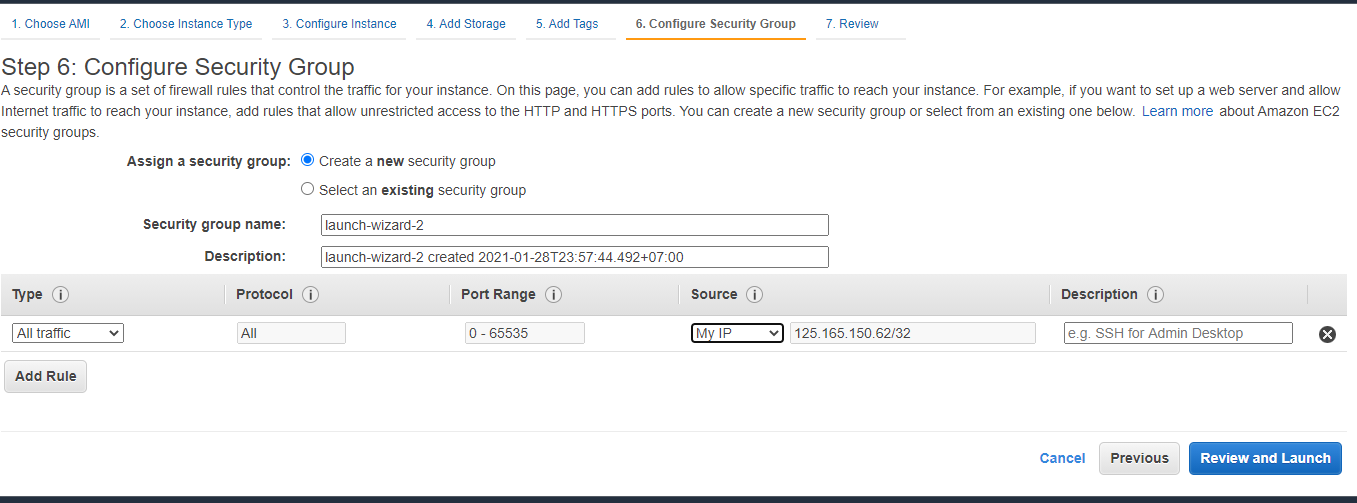 1. Choose AMI 2. Choose Instance Type 3. Configure Instance 4. Add Storage 5. Add Tags 6. Configure Security Group 7. Review
Step 6: Configure Security Group
A security group is a set of firewall rules that control the traffic for your instance. On this page, you can add rules to allow specific traffic to reach your instance. For example, if you want to set up a web server and allow
Internet traffic to reach your instance, add rules that allow unrestricted access to the HTTP and HTTPS ports. You can create a new security group or select from an existing one below. Learn more about Amazon EC2
security groups.
Assign a security group: Create a new security group
Select an existing security group
Security group name: launch-wizard-2
Description: launch-wizard-2 created 2021-01-28T23:57:44.492+07:00
Type i Protocol i Port Range i Source i Description i
All traffic All 0 - 65535 My IP 125.165.150.62/32 e.g. SSH for Admin Desktop
Add Rule
Cancel Previous Review and Launch